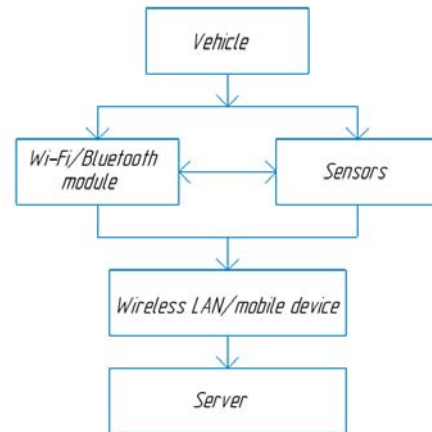 Vehicle
Wi-Fi/Bluetooth
module
Sensors
Wireless LAN/mobile device
Server